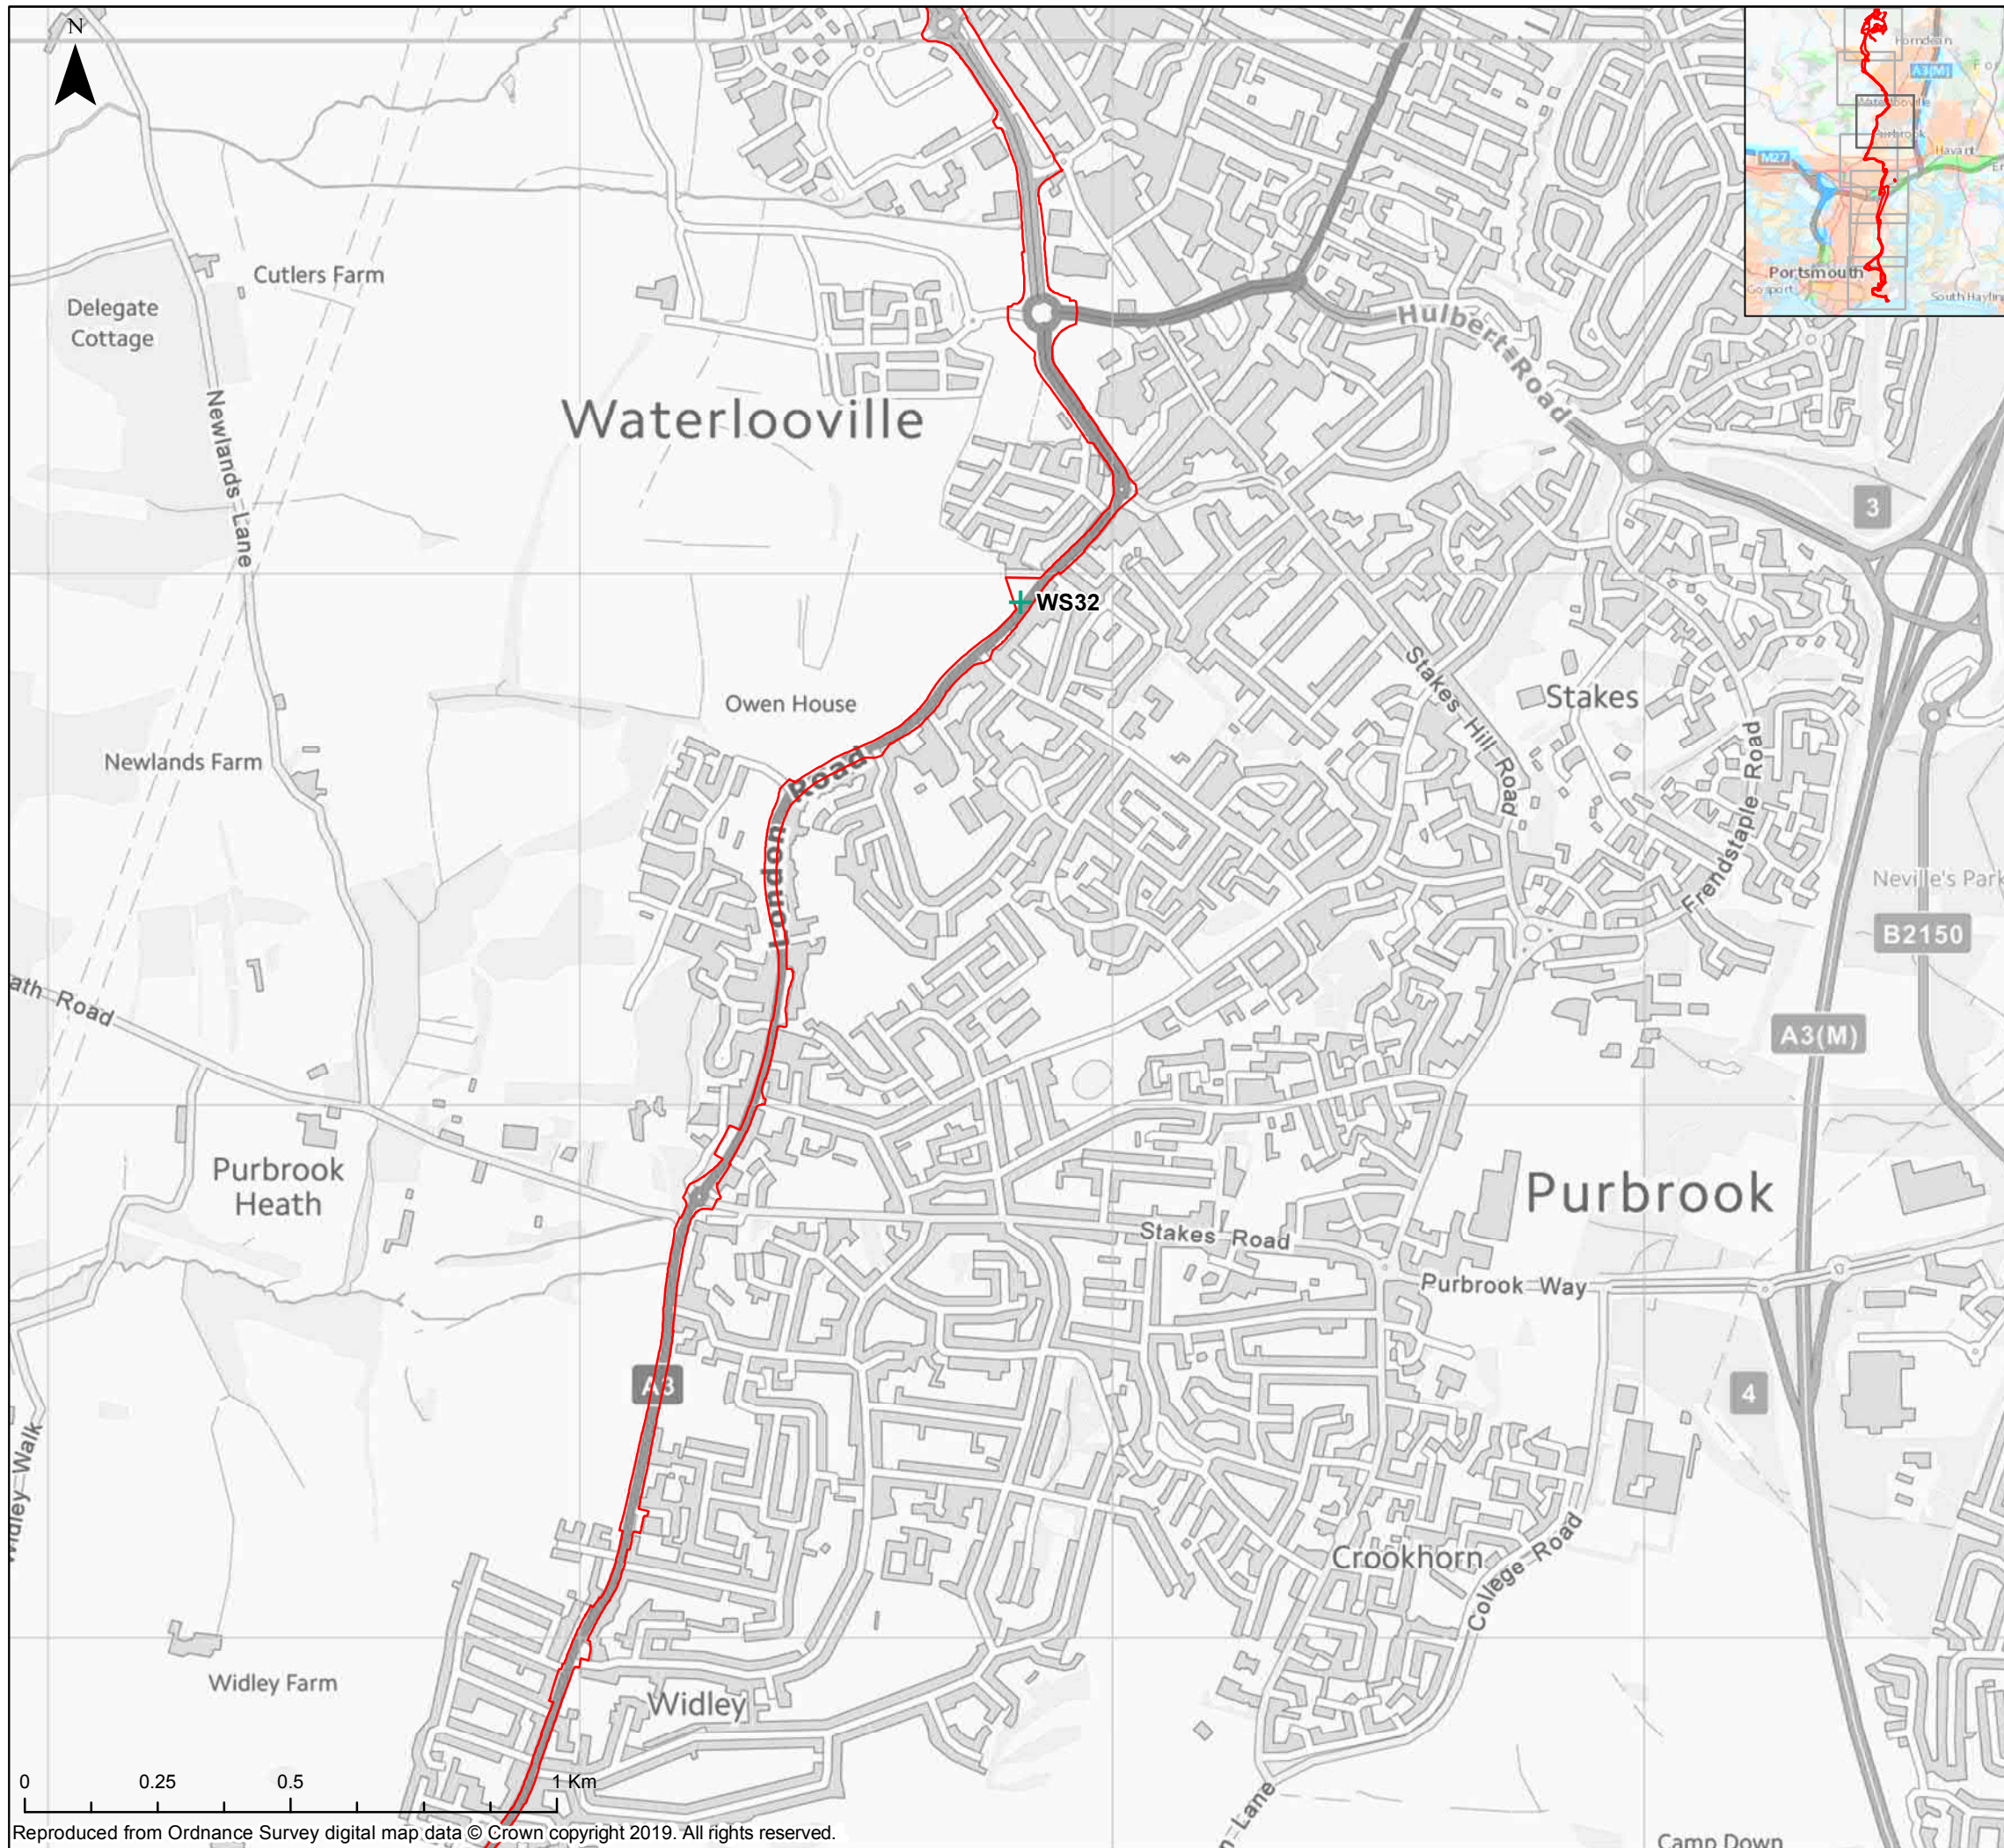 N
Horndean
A3(M)
Waterlooville
Purbrook
Havant
M27
Portsmouth
Gosport
Cutlers Farm
Delegate
Cottage
Hulbert Road
Newlands Lane
Waterlooville
3
WS32
Stakes Hill Road
Stakes
Owen House
London Road
Newlands Farm
Frendstaple Road
Neville's Park
B2150
ath Road
A3(M)
Purbrook
Heath
Purbrook
Stakes Road
Purbrook Way
A3
4
Widley Walk
Crookhorn
College Road
Widley Farm
Widley
0 0.25 0.5 1 Km
n Lane
Camp Down
Reproduced from Ordnance Survey digital map data © Crown copyright 2019. All rights reserved.